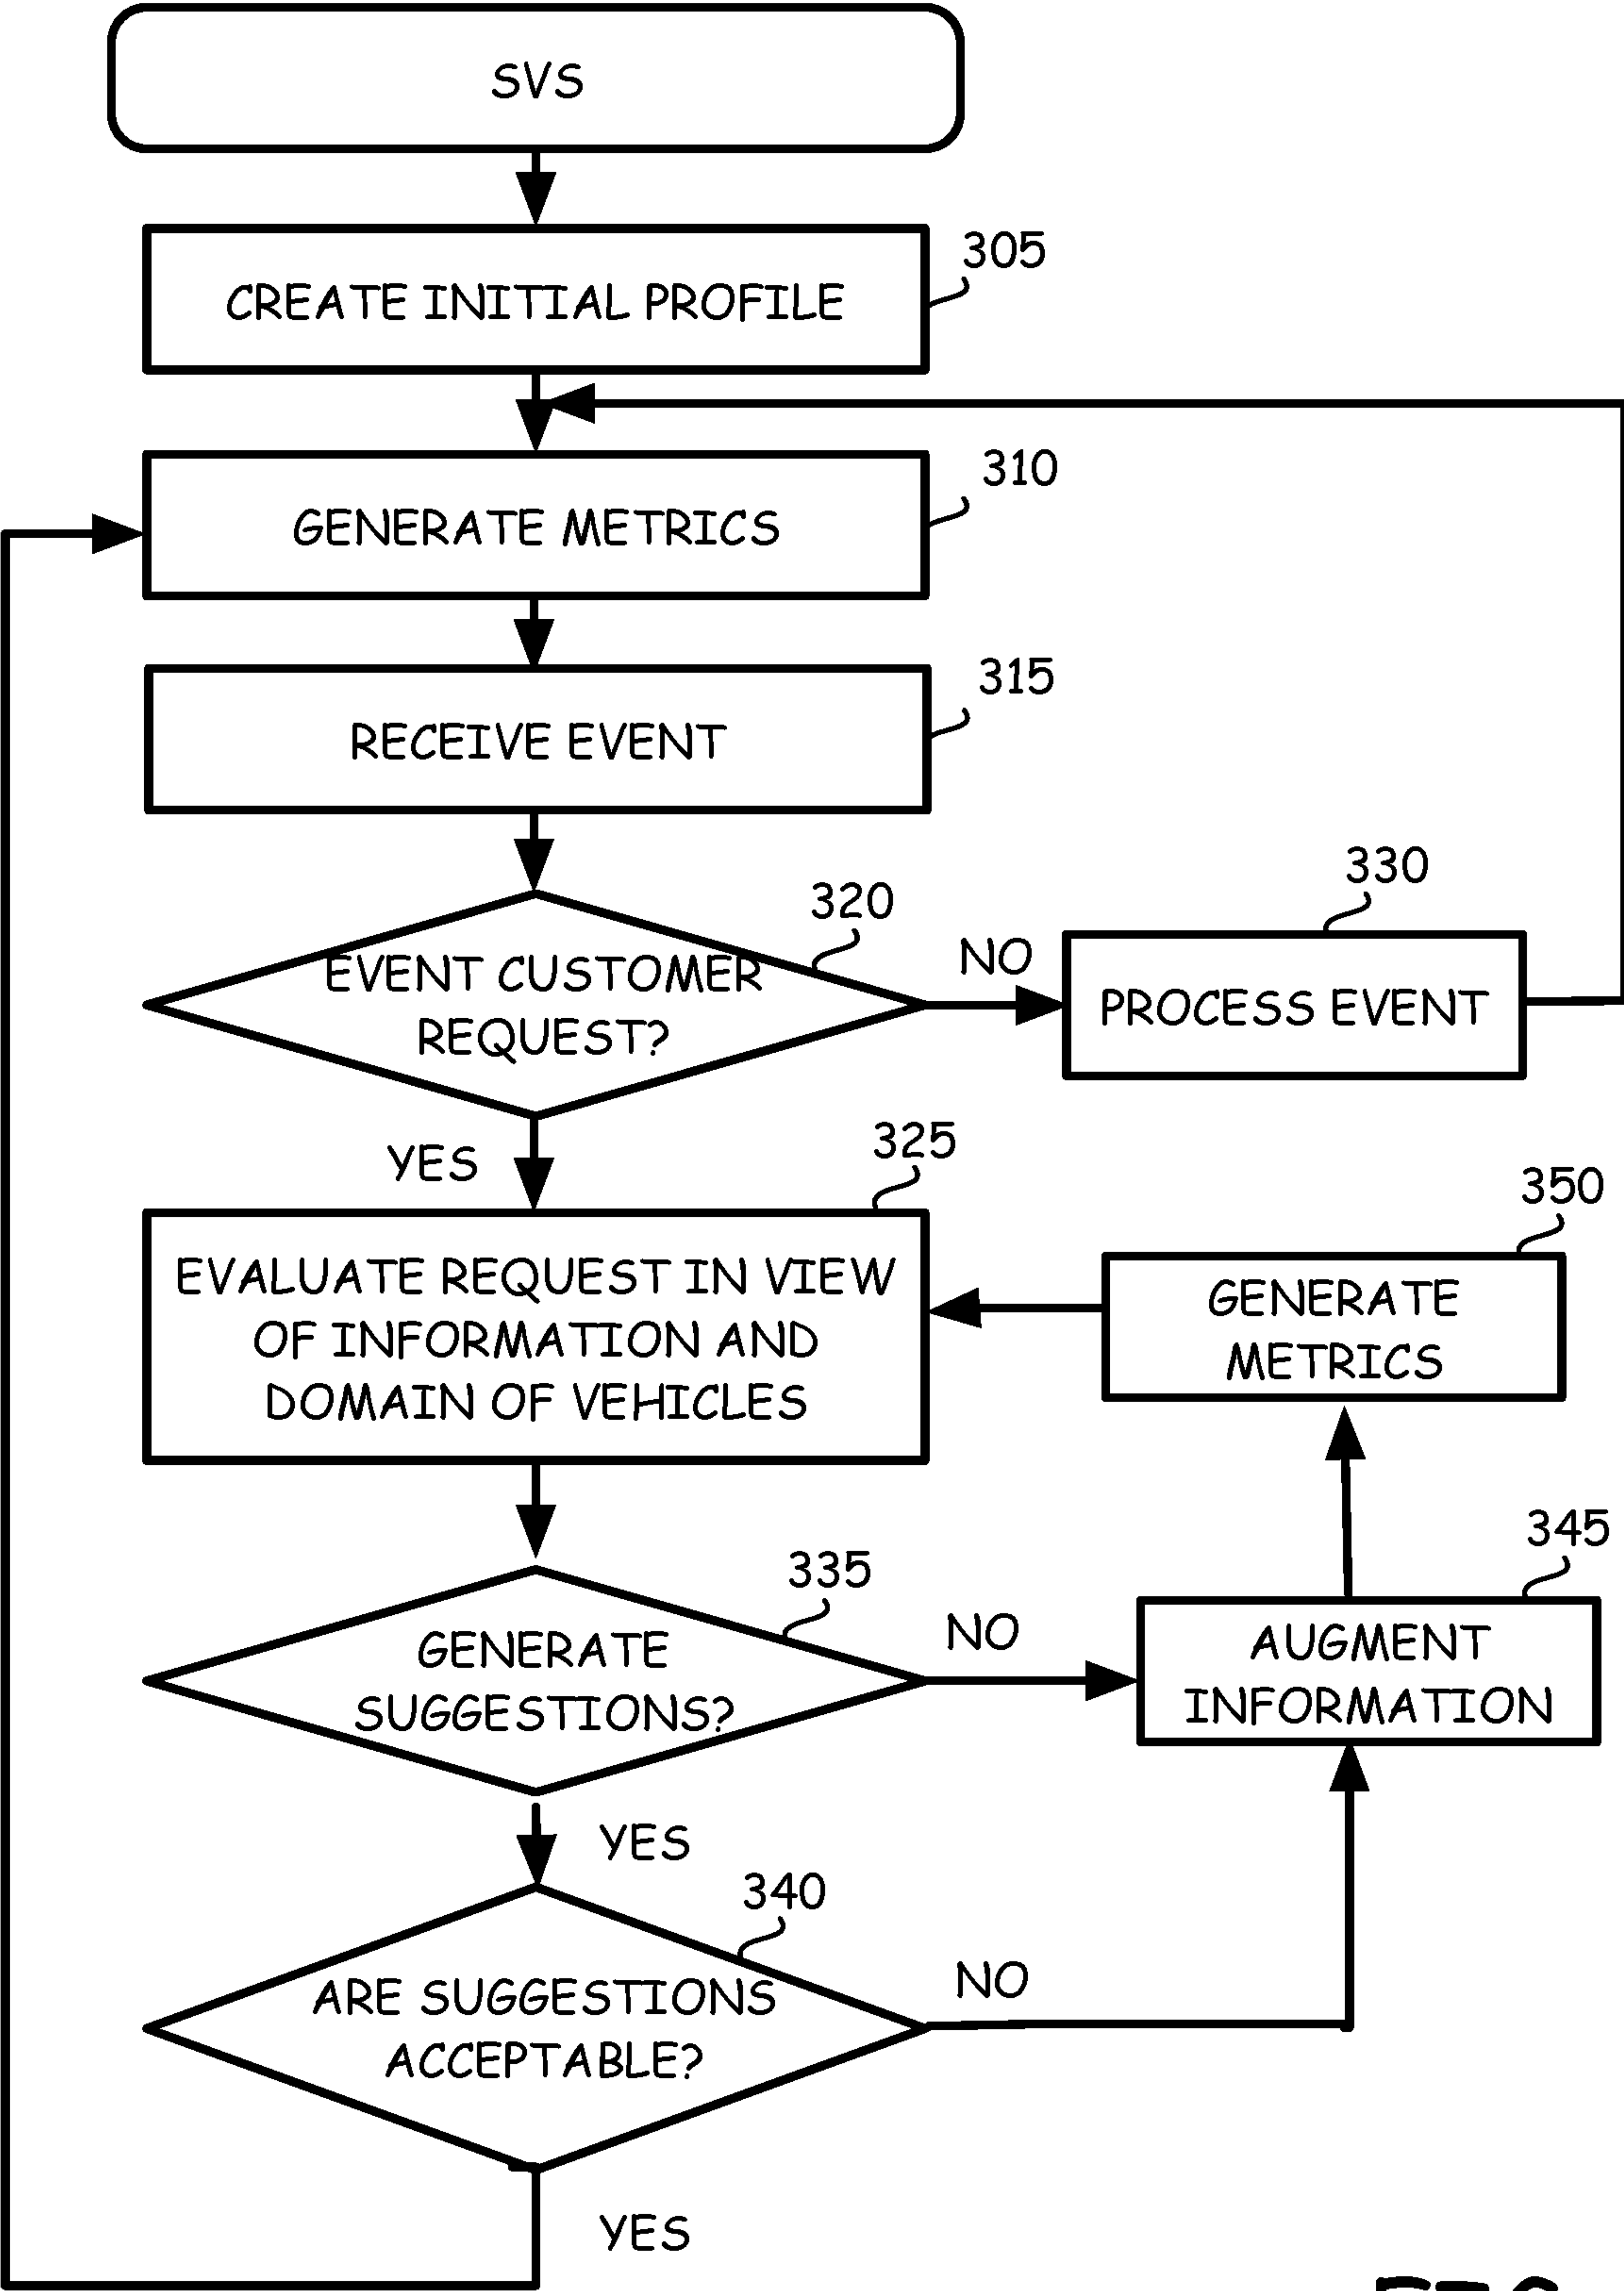 SVS
305
CREATE INITIAL PROFILE
310
GENERATE METRICS
315
RECEIVE EVENT
320
330
EVENT CUSTOMER
REQUEST?
NO
PROCESS EVENT
YES
325
350
EVALUATE REQUEST IN VIEW
OF INFORMATION AND
DOMAIN OF VEHICLES
GENERATE
METRICS
335
345
GENERATE
SUGGESTIONS?
NO
AUGMENT
INFORMATION
YES
340
ARE SUGGESTIONS
ACCEPTABLE?
NO
YES